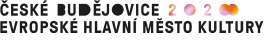 ČESKÉ BUDĚJOVICE 2028
EVROPSKÉ HLAVNÍ MĚSTO KULTURY